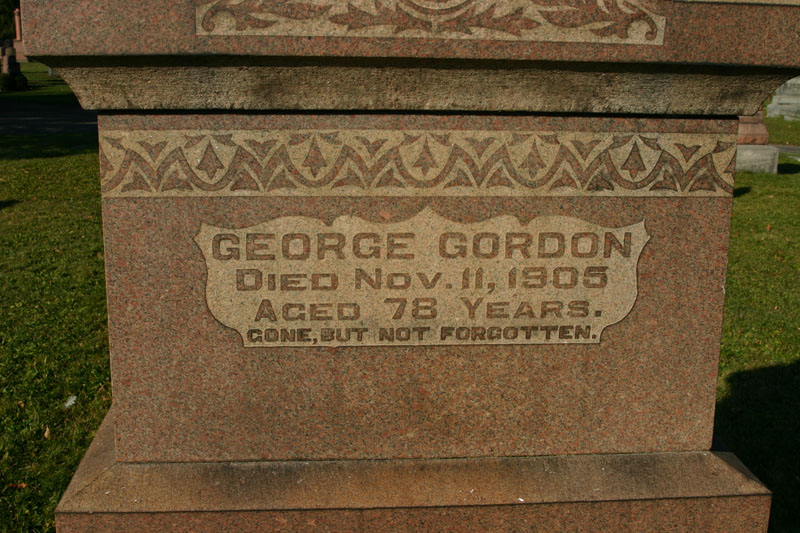 GEORGE GORDON
DIED NOV. 11, 1905
AGED 78 YEARS.
GONE, BUT NOT FORGOTTEN.